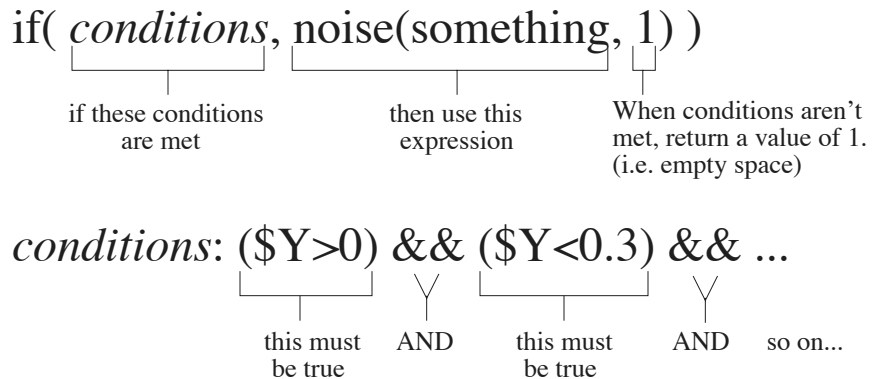 if( conditions, noise(something, 1) )
if these conditions
are met
then use this
expression
When conditions aren't
met, return a value of 1.
(i.e. empty space)
conditions: ($Y>0) && ($Y<0.3) && ...
this must
be true
AND
this must
be true
AND
so on...